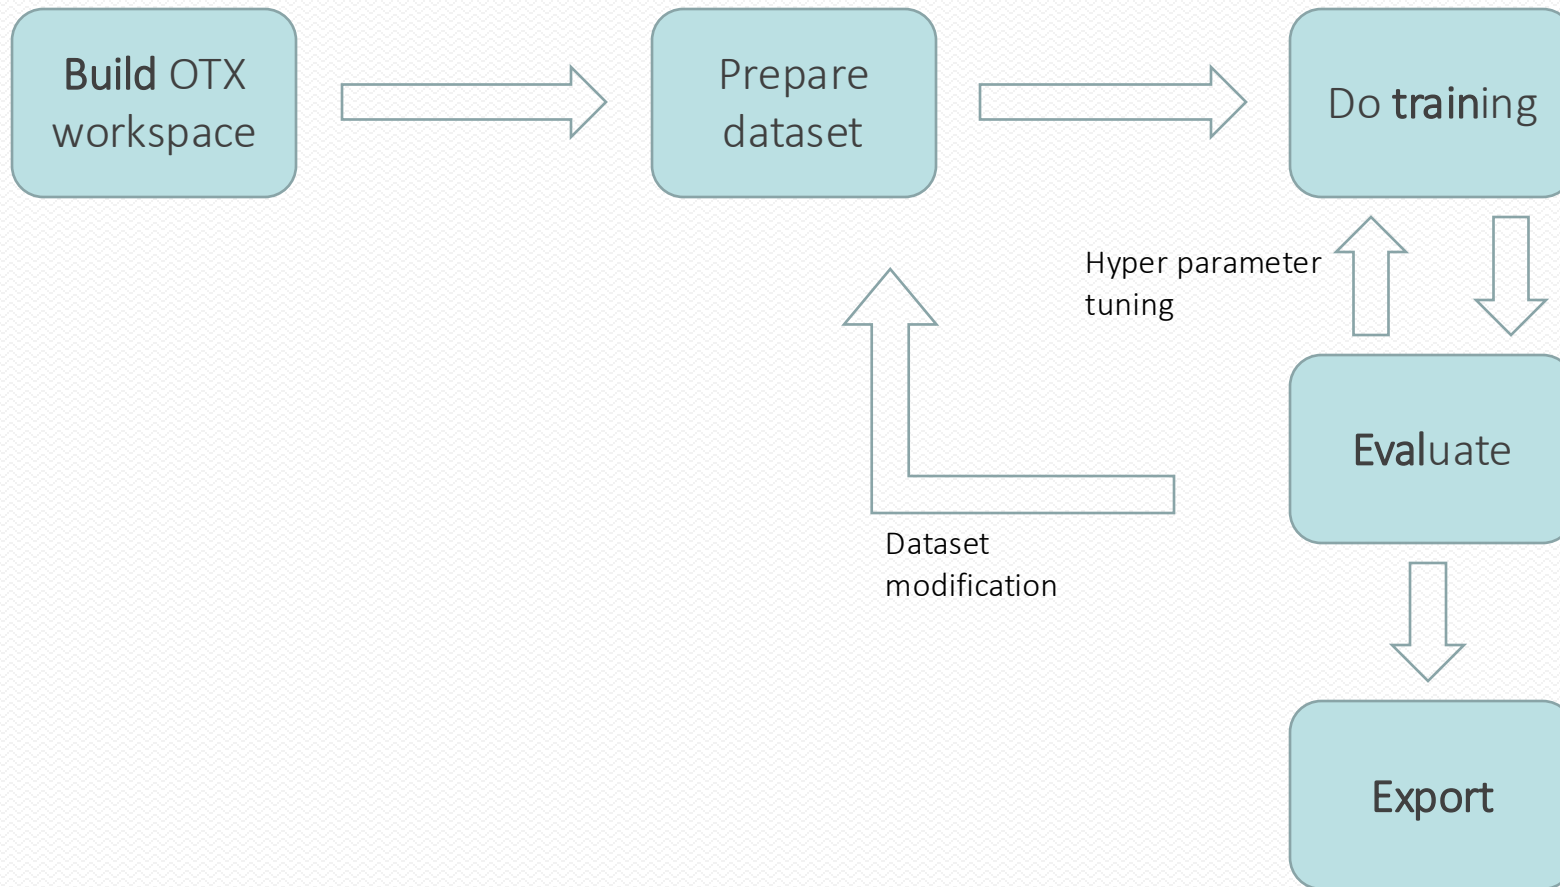 Build OTX
workspace
Prepare
dataset
Do training
Hyper parameter
tuning
Evaluate
Dataset
modification
Export